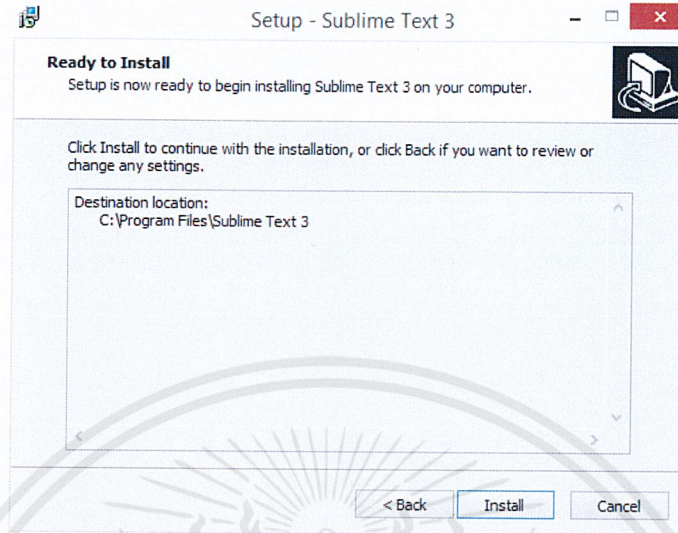 Setup - Sublime Text 3
Ready to Install
Setup is now ready to begin installing Sublime Text 3 on your computer.
Click Install to continue with the installation, or click Back if you want to review or
change any settings.
Destination location:
C:\Program Files\Sublime Text 3
< Back
Install
Cancel